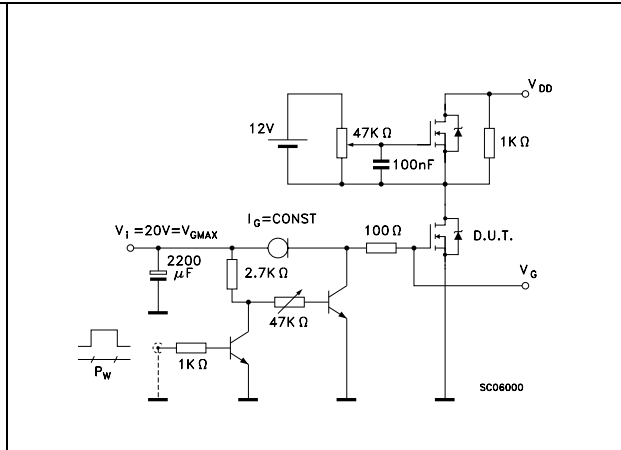 V DD
12V
47K Ω
1K Ω
100nF
I G =CONST
V i =20V=V GMAX
100 Ω
D.U.T.
2200
μF
2.7K Ω
V G
47K Ω
1K Ω
P W
SC06000